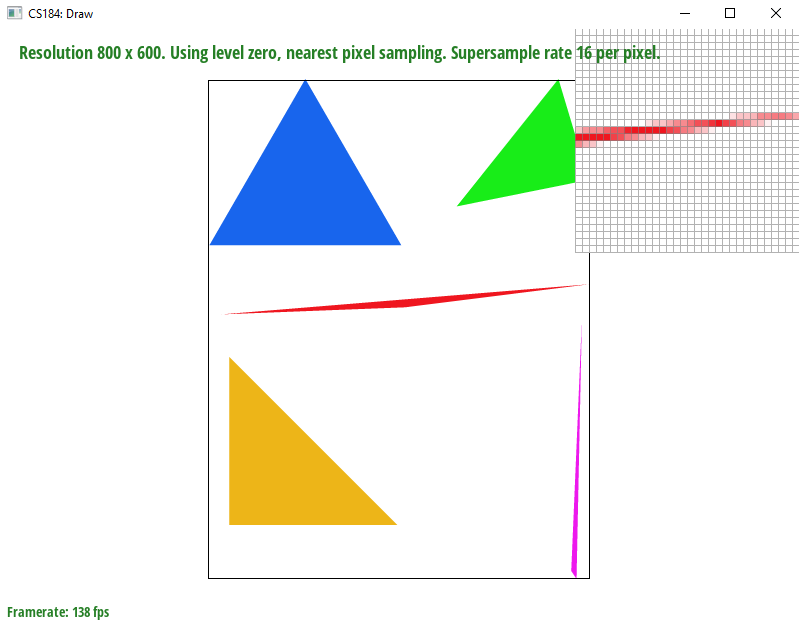 CS184: Draw
Resolution 800 x 600. Using level zero, nearest pixel sampling. Supersample rate 16 per pixel.
Framerate: 138 fps